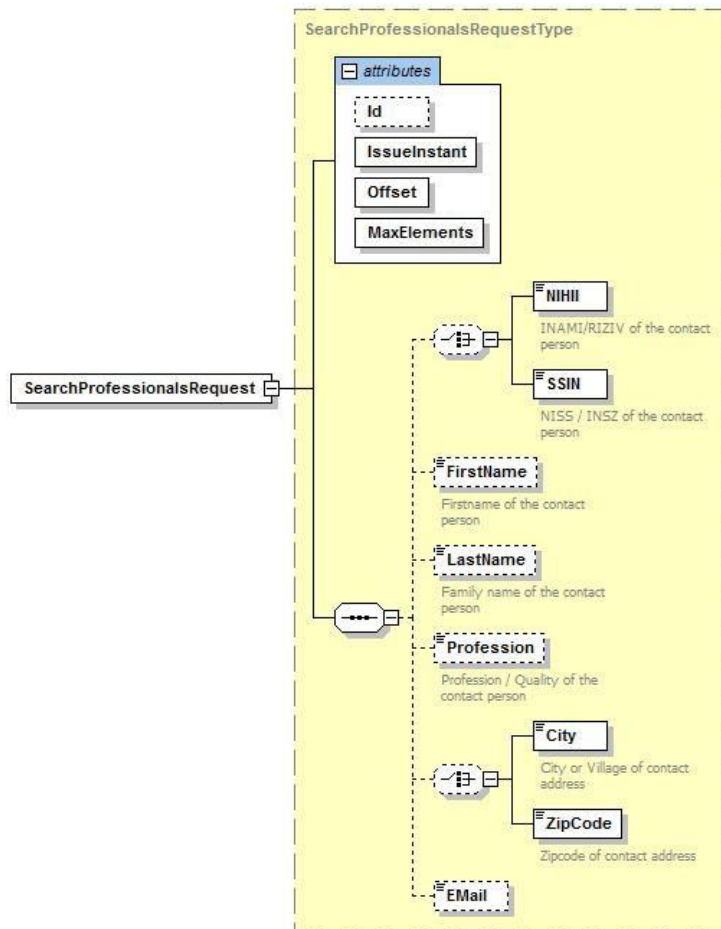 SearchProfessionalsRequestType
attributes
Id
IssueInstant
Offset
MaxElements
NIHII
INAMI/RIZIV of the contact
person
SearchProfessionalsRequest
SSIN
NISS / INSZ of the contact
person
FirstName
Firstname of the contact
person
LastName
Family name of the contact
person
Profession
Profession / Quality of the
contact person
City
City or Village of contact
address
ZipCode
Zipcode of contact address
EMail